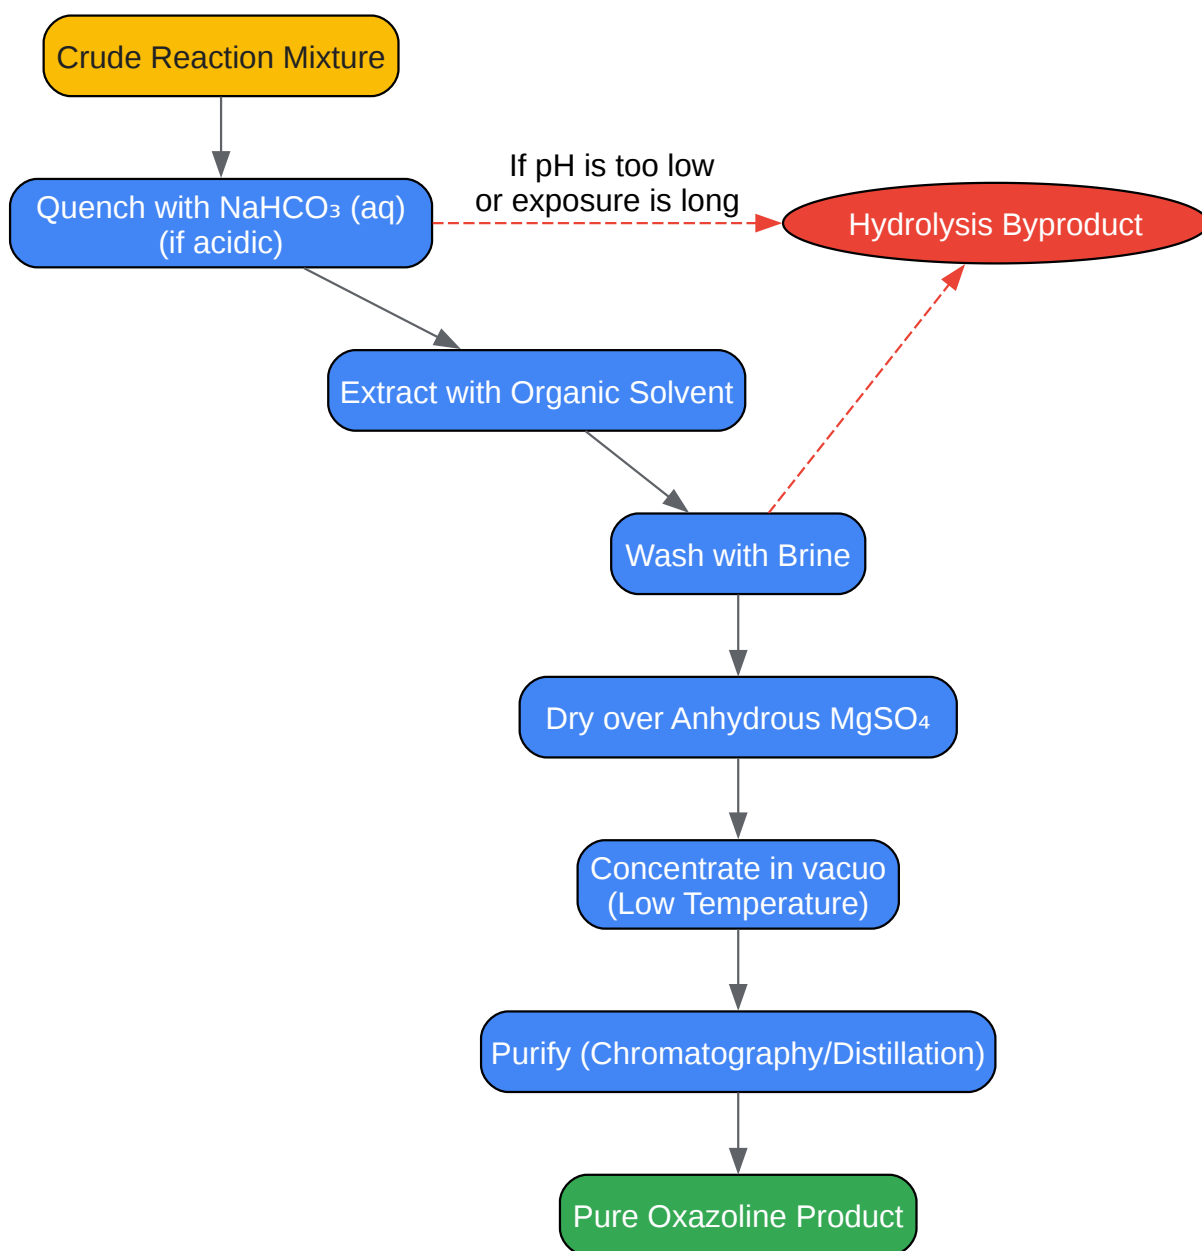 Crude Reaction Mixture
If pH is too low
or exposure is long
Quench with NaHCO₃ (aq)
(if acidic)
Hydrolysis Byproduct
Extract with Organic Solvent
Wash with Brine
Dry over Anhydrous MgSO₄
Concentrate in vacuo
(Low Temperature)
Purify (Chromatography/Distillation)
Pure Oxazoline Product